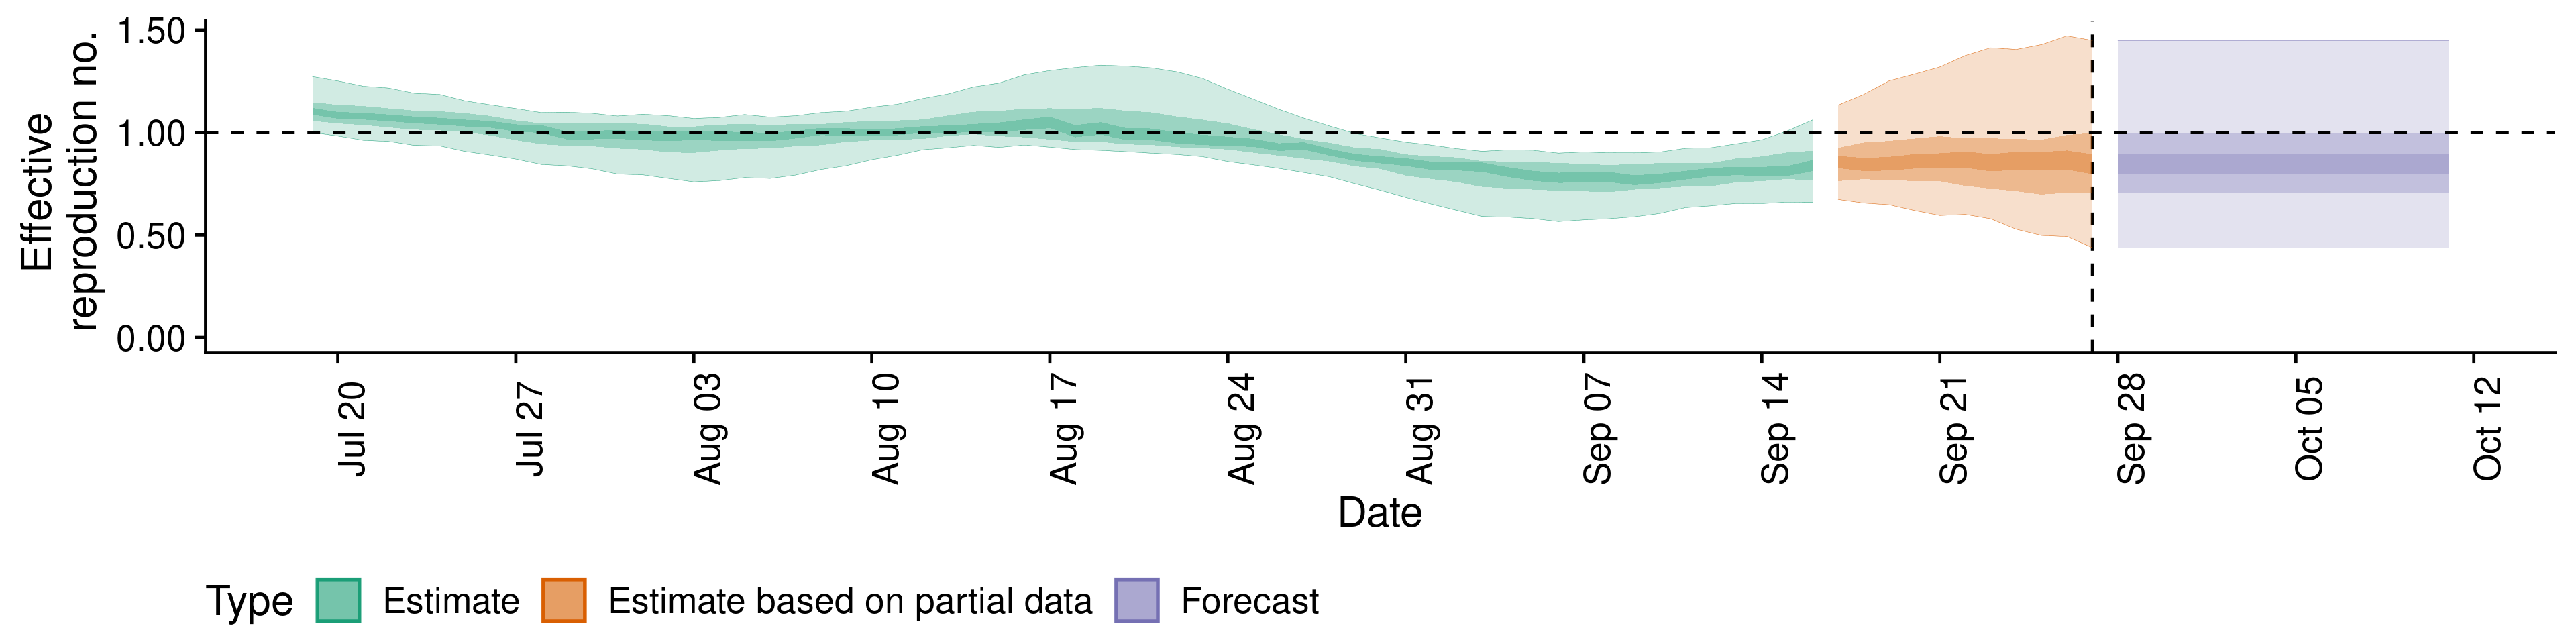 Effective
reproduction no.
1.50
1.00
0.50
0.00
Jul 20
Jul 27
Aug 03
Aug 10
Aug 17
Aug 24
Aug 31
Sep 07
Sep 14
Sep 21
Sep 28
Oct 05
Oct 12
Date
Type Estimate Estimate based on partial data Forecast